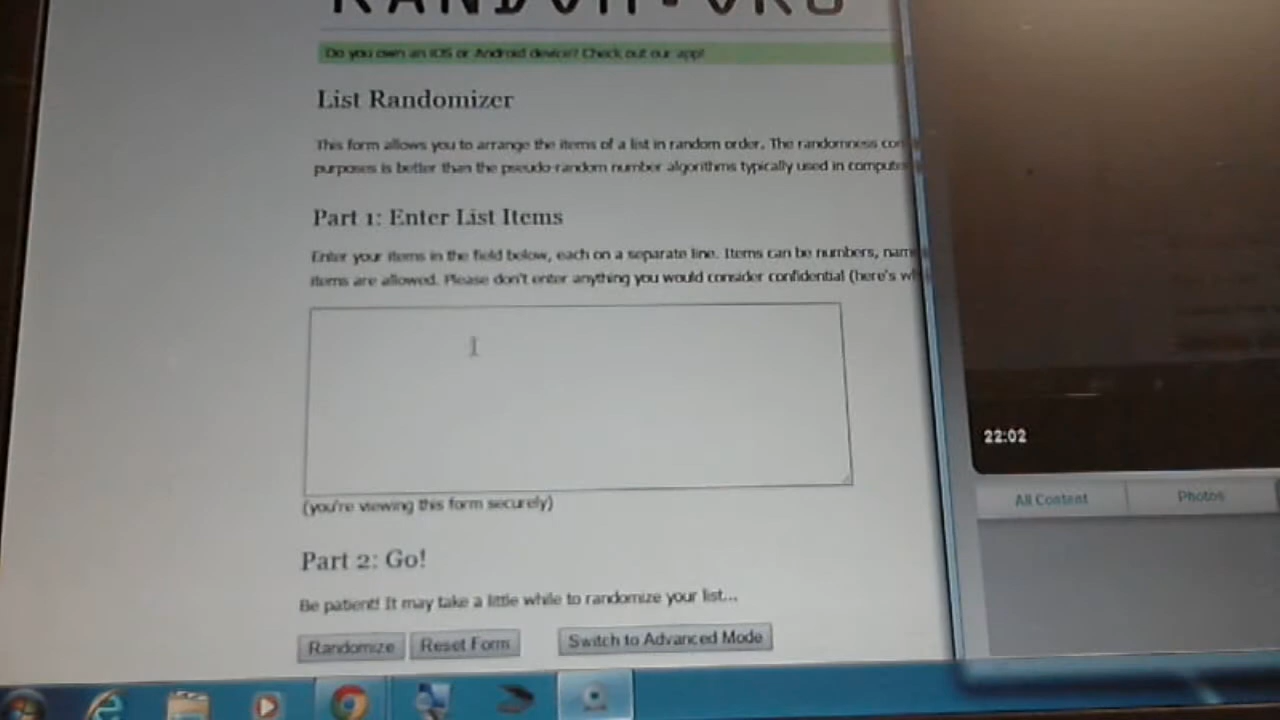 RANDOM.ORG
Do you own an iOS or Android device? Check out our app!
List Randomizer
This form allows you to arrange the items of a list in random order. The randomness
purposes is better than the pseudo-random number algorithms typically used in
Part 1: Enter List Items
Enter your items in the field below, each on a separate line. Items can be numbers,
items are allowed. Please don't enter anything you would consider confidential (here's
22:02
All Content
Photos
(you're viewing this form securely)
Part 2: Go!
Be patient! It may take a little while to randomize your list...
Randomize Reset Form Switch to Advanced Mode